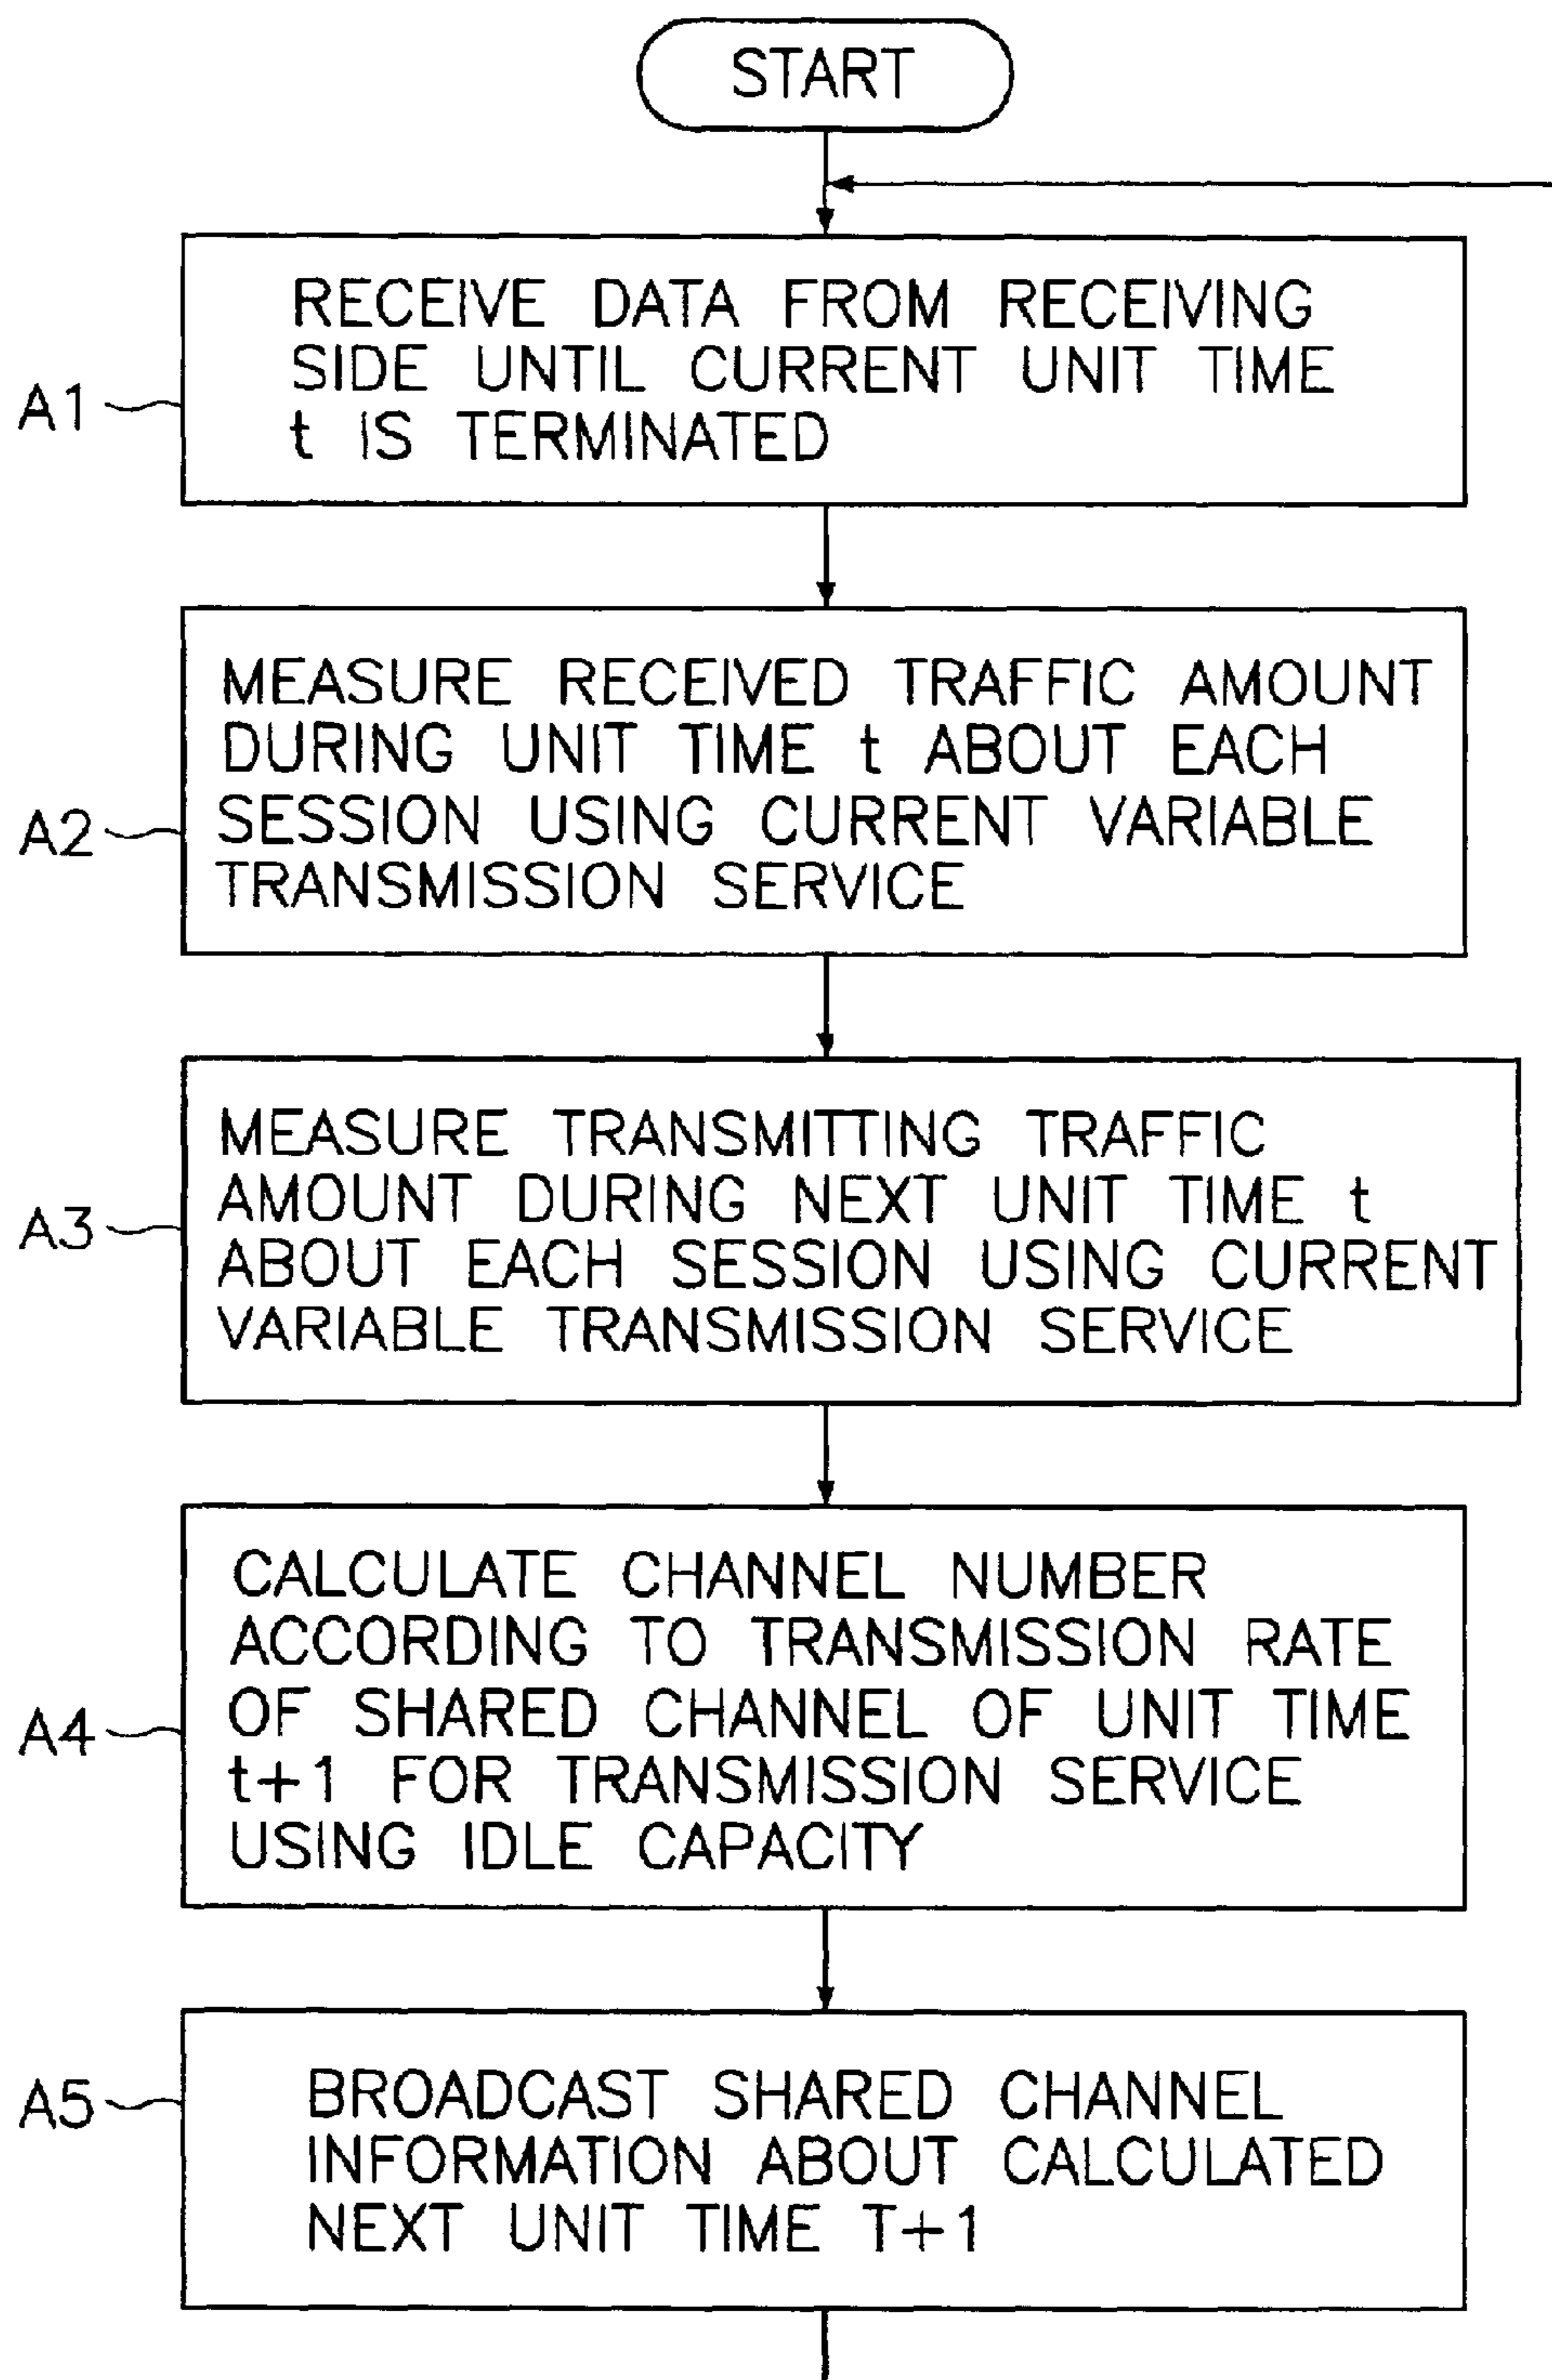 START
RECEIVE DATA FROM RECEIVING
SIDE UNTIL CURRENT UNIT TIME
t IS TERMINATED
A1
MEASURE RECEIVED TRAFFIC AMOUNT
DURING UNIT TIME t ABOUT EACH
SESSION USING CURRENT VARIABLE
TRANSMISSION SERVICE
A2
MEASURE TRANSMITTING TRAFFIC
AMOUNT DURING NEXT UNIT TIME t
ABOUT EACH SESSION USING CURRENT
VARIABLE TRANSMISSION SERVICE
A3
CALCULATE CHANNEL NUMBER
ACCORDING TO TRANSMISSION RATE
OF SHARED CHANNEL OF UNIT TIME
t+1 FOR TRANSMISSION SERVICE
USING IDLE CAPACITY
A4
BROADCAST SHARED CHANNEL
INFORMATION ABOUT CALCULATED
NEXT UNIT TIME T+1
A5